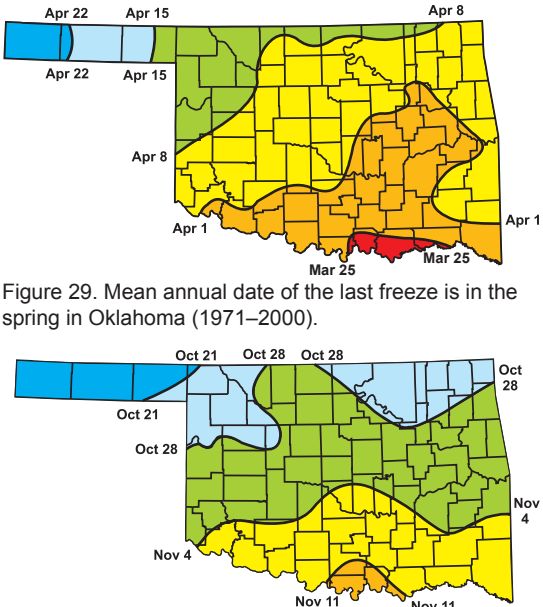 Apr 22 Apr 15 Apr 8
Apr 22 Apr 15
Apr 8
Apr 1 Apr 1
Mar 25 Mar 25
Figure 29. Mean annual date of the last freeze is in the
spring in Oklahoma (1971–2000).
Oct 21 Oct 28 Oct 28 Oct
28
Oct 21
Oct 28
Nov
4
Nov 4
Nov 11 Nov 11